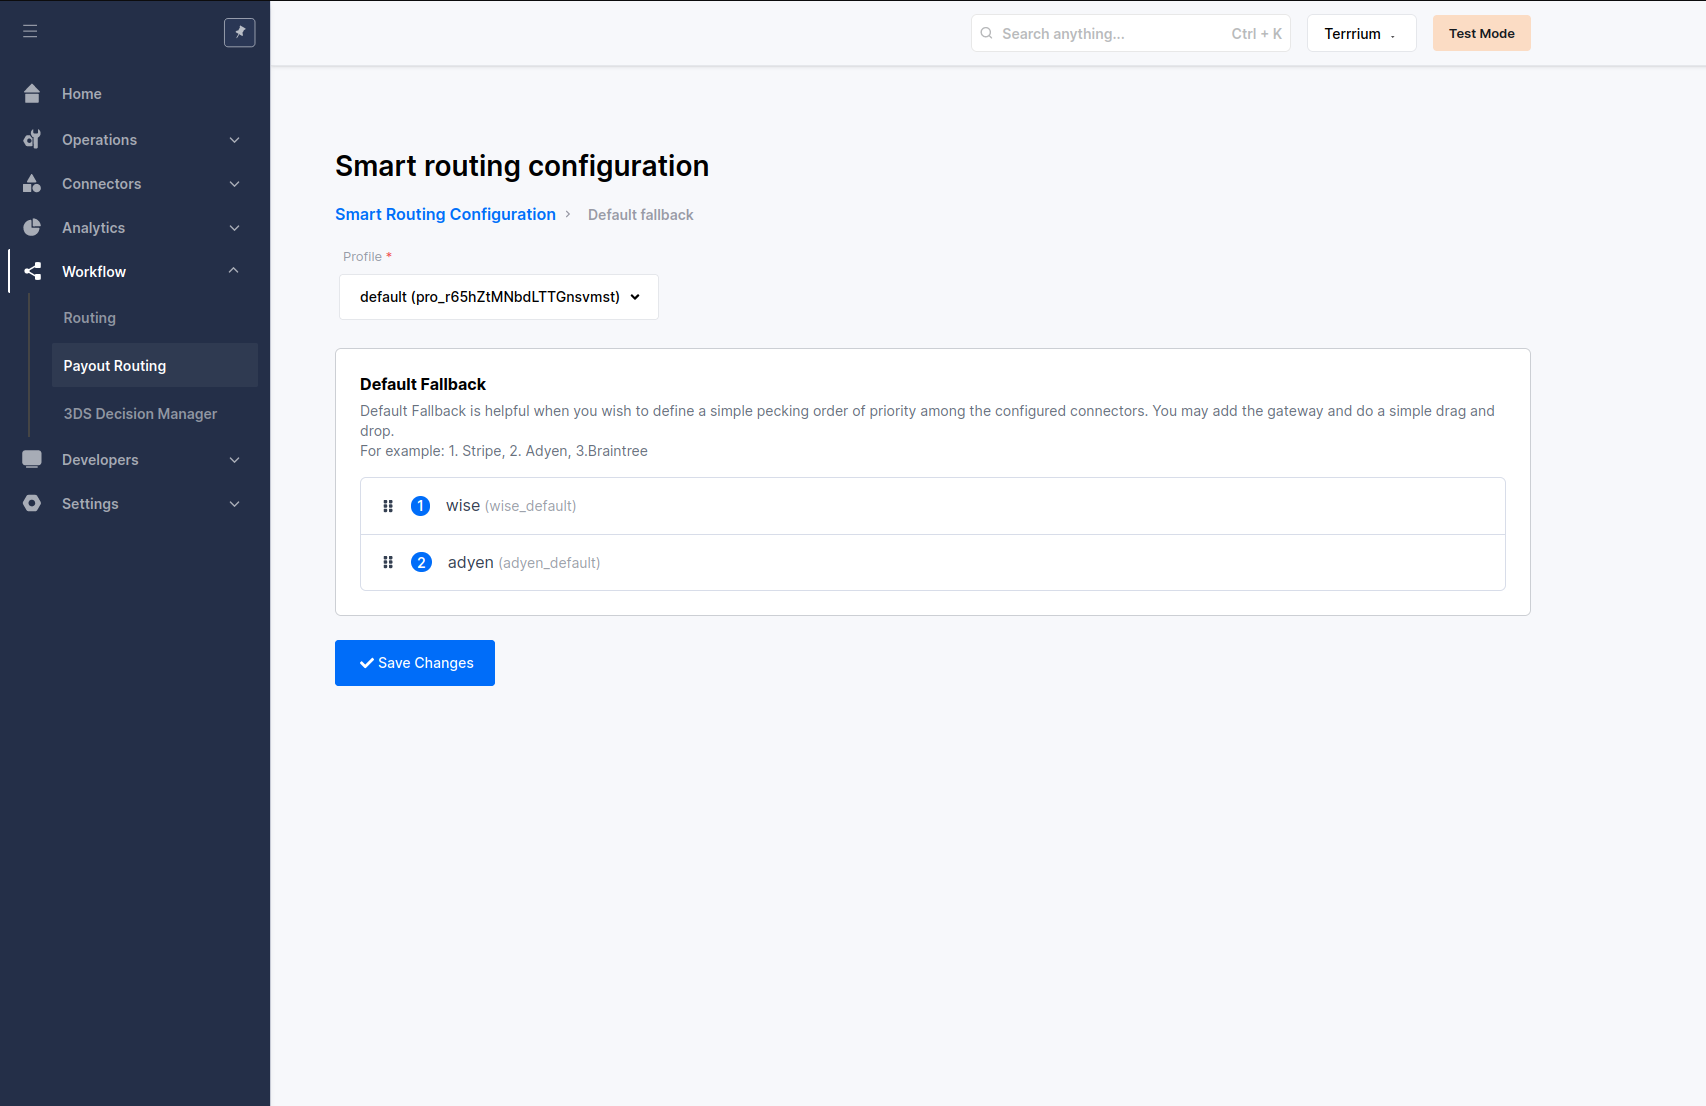 Search anything...
Ctrl + K
Terrrium
Test Mode
Home
Operations
Connectors
Analytics
Workflow
Routing
Payout Routing
3DS Decision Manager
Developers
Settings
Smart routing configuration
Smart Routing Configuration > Default fallback
Profile *
default (pro_r65hZtMNbdLTTGnsvmst)
Default Fallback
Default Fallback is helpful when you wish to define a simple pecking order of priority among the configured connectors. You may add the gateway and do a simple drag and
drop.
For example: 1. Stripe, 2. Adyen, 3.Braintree
1 wise (wise_default)
2 adyen (adyen_default)
Save Changes